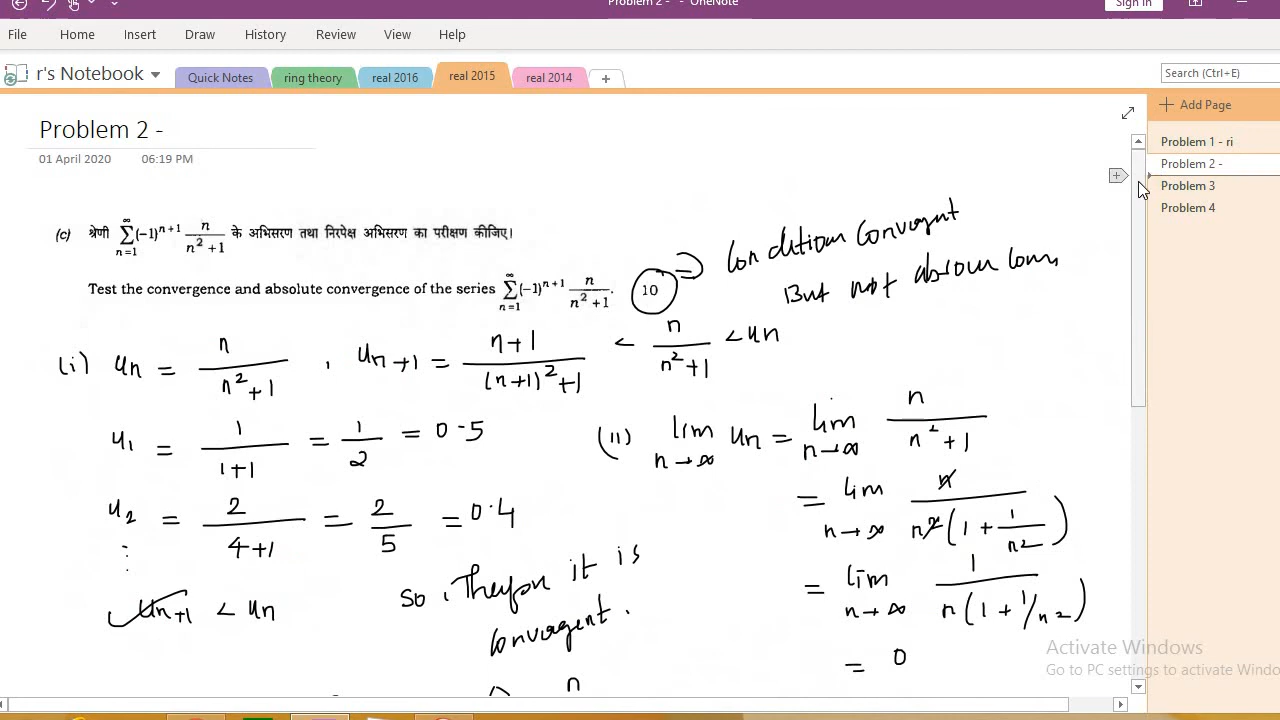 Problem 2 - - OneNote
Sign in
File Home Insert Draw History Review View Help
r's Notebook Quick Notes ring theory real 2016 real 2015 real 2014 +
Search (Ctrl+E)
Add Page
Problem 1 - ri
Problem 2 -
Problem 3
Problem 4
Problem 2 -
01 April 2020 06:19 PM
(c) श्रेणी ∑_{n=1}^{∞} (-1)^{n+1} n/(n²+1) के अभिसरण तथा निरपेक्ष अभिसरण का परीक्षण कीजिए।
Test the convergence and absolute convergence of the series ∑_{n=1}^{∞} (-1)^{n+1} n/(n²+1). 10
⇒ Condition Convergent
But not
(i) un = n/(n²+1) , un+1 = (n+1)/((n+1)²+1) < n/(n²+1) < un
u1 = 1/(1+1) = 1/2 = 0.5
u2 = 2/(4+1) = 2/5 = 0.4
⋮
un+1 < un
so, it is
convergent.
(ii) lim n→∞ un = lim n→∞ n/(n²+1)
= lim n→∞ n/(n²(1+1/n²))
= lim n→∞ 1/(n(1+1/n²))
= 0
n
Activate Windows
Go to PC settings to activate Windo